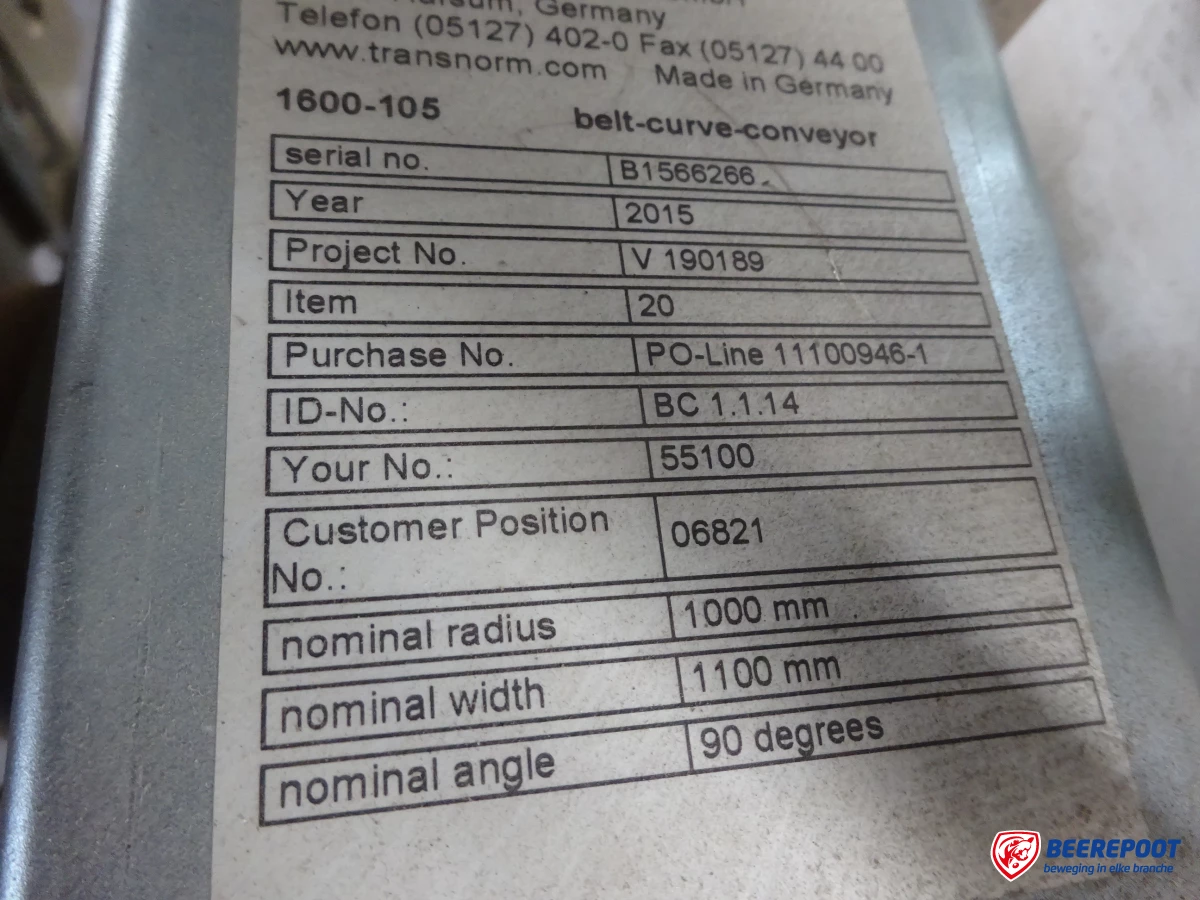 Germany
Telefon (05127) 402-0 Fax (05127) 44 00
www.transnorm.com Made in Germany
1600-105 belt-curve-conveyor
serial no. B1566266
Year 2015
Project No. V 190189
Item 20
Purchase No. PO-Line 11100946-1
ID-No.: BC 1.1.14
Your No.: 55100
Customer Position No.: 06821
nominal radius 1000 mm
nominal width 1100 mm
nominal angle 90 degrees
BEEREPOOT
beweging in elke branche